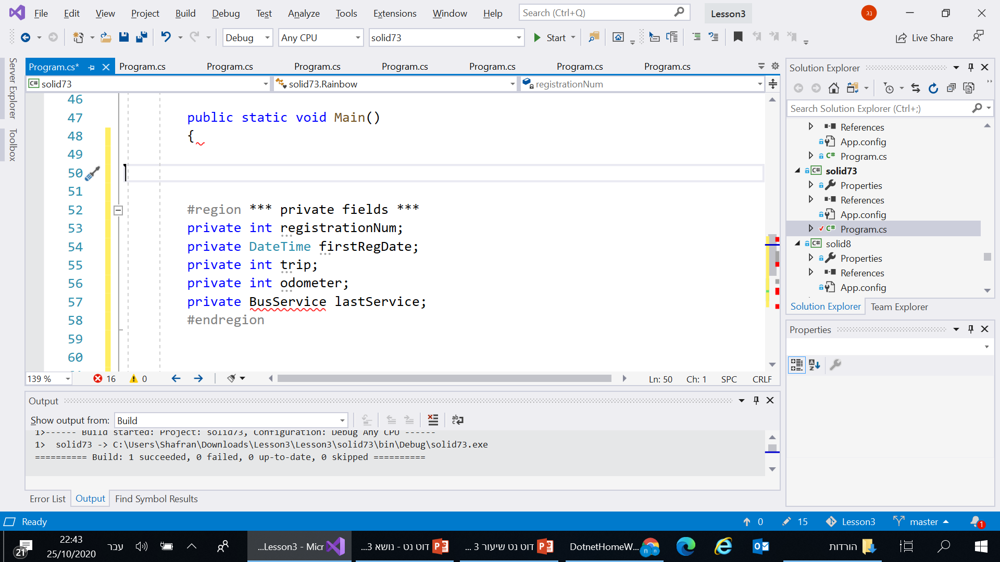 File Edit View Project Build Debug Test Analyze Tools Extensions Window Help Search (Ctrl+Q) Lesson3 גנ
Debug Any CPU solid73 Start Live Share
Server Explorer
Toolbox
Program.cs* Program.cs Program.cs Program.cs Program.cs Program.cs Program.cs Program.cs
solid73 solid73.Rainbow registrationNum
46
47 public static void Main()
48 {
49
50
51
52 #region *** private fields ***
53 private int registrationNum;
54 private DateTime firstRegDate;
55 private int trip;
56 private int odometer;
57 private BusService lastService;
58 #endregion
59
60
139 % 16 0 Ln: 50 Ch: 1 SPC CRLF
Output
Show output from: Build
1>------ Build started: Project: solid73, Configuration: Debug Any CPU ------
1>  solid73 -> C:\Users\Shafran\Downloads\Lesson3\Lesson3\solid73\bin\Debug\solid73.exe
========== Build: 1 succeeded, 0 failed, 0 up-to-date, 0 skipped ==========
Error List Output Find Symbol Results
Solution Explorer
Search Solution Explorer (Ctrl+;)
References
App.config
C# Program.cs
C# solid73
Properties
References
App.config
C# Program.cs
C# solid8
Properties
References
App.config
Solution Explorer Team Explorer
Properties
Ready 0 15 Lesson3 master 1
21 22:43 עבר ...Lesson3 - Micr דוט נט - נושא 3... דוט נט שיעור 3 ... DotnetHomeW... הורדות
25/10/2020